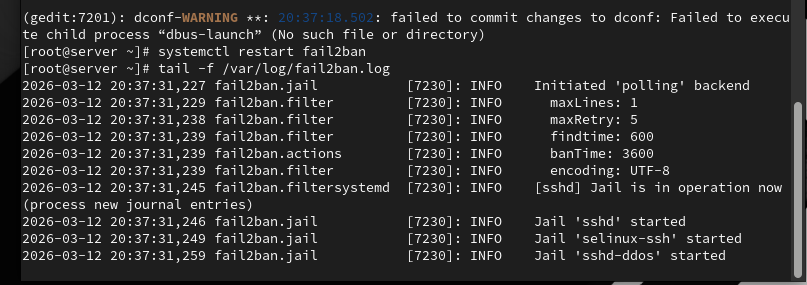 (gedit:7201): dconf-WARNING **: 20:37:18.502: failed to commit changes to dconf: Failed to execu
te child process “dbus-launch” (No such file or directory)
[root@server ~]# systemctl restart fail2ban
[root@server ~]# tail -f /var/log/fail2ban.log
2026-03-12 20:37:31,227 fail2ban.jail           [7230]: INFO    Initiated 'polling' backend
2026-03-12 20:37:31,229 fail2ban.filter         [7230]: INFO      maxLines: 1
2026-03-12 20:37:31,238 fail2ban.filter         [7230]: INFO      maxRetry: 5
2026-03-12 20:37:31,239 fail2ban.filter         [7230]: INFO      findtime: 600
2026-03-12 20:37:31,239 fail2ban.actions        [7230]: INFO      banTime: 3600
2026-03-12 20:37:31,239 fail2ban.filter         [7230]: INFO      encoding: UTF-8
2026-03-12 20:37:31,245 fail2ban.filtersystemd  [7230]: INFO    [sshd] Jail is in operation now
(process new journal entries)
2026-03-12 20:37:31,246 fail2ban.jail           [7230]: INFO    Jail 'sshd' started
2026-03-12 20:37:31,249 fail2ban.jail           [7230]: INFO    Jail 'selinux-ssh' started
2026-03-12 20:37:31,259 fail2ban.jail           [7230]: INFO    Jail 'sshd-ddos' started